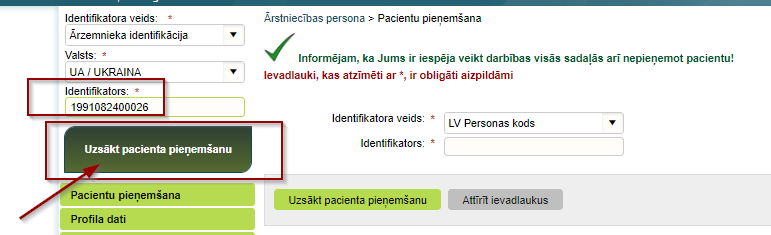 Identifikatora veids: *
Ārzemnieka identifikācija
Valsts: *
UA / UKRAINA
Identifikators: *
1991082400026
Uzsākt pacienta pieņemšanu
Pacientu pieņemšana
Profila dati
Ārstniecības persona > Pacientu pieņemšana
Informējam, ka Jums ir iespēja veikt darbības visās sadaļās arī nepieņemot pacientu!
Ievadlauki, kas atzīmēti ar *, ir obligāti aizpildāmi
Identifikatora veids: * LV Personas kods
Identifikators: *
Uzsākt pacienta pieņemšanu Attīrīt ievadlaukus